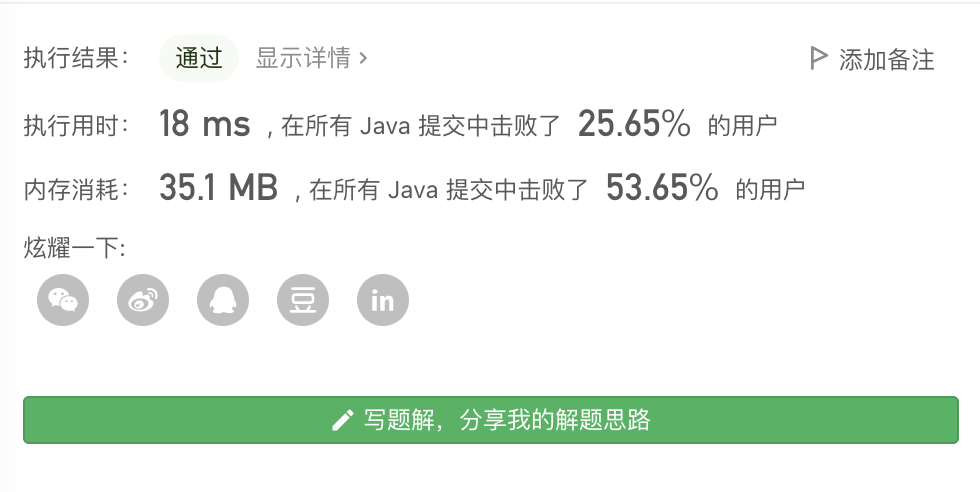 执行结果： 通过 显示详情 › 添加备注
执行用时： 18 ms , 在所有 Java 提交中击败了 25.65% 的用户
内存消耗： 35.1 MB , 在所有 Java 提交中击败了 53.65% 的用户
炫耀一下:
豆 in
写题解，分享我的解题思路